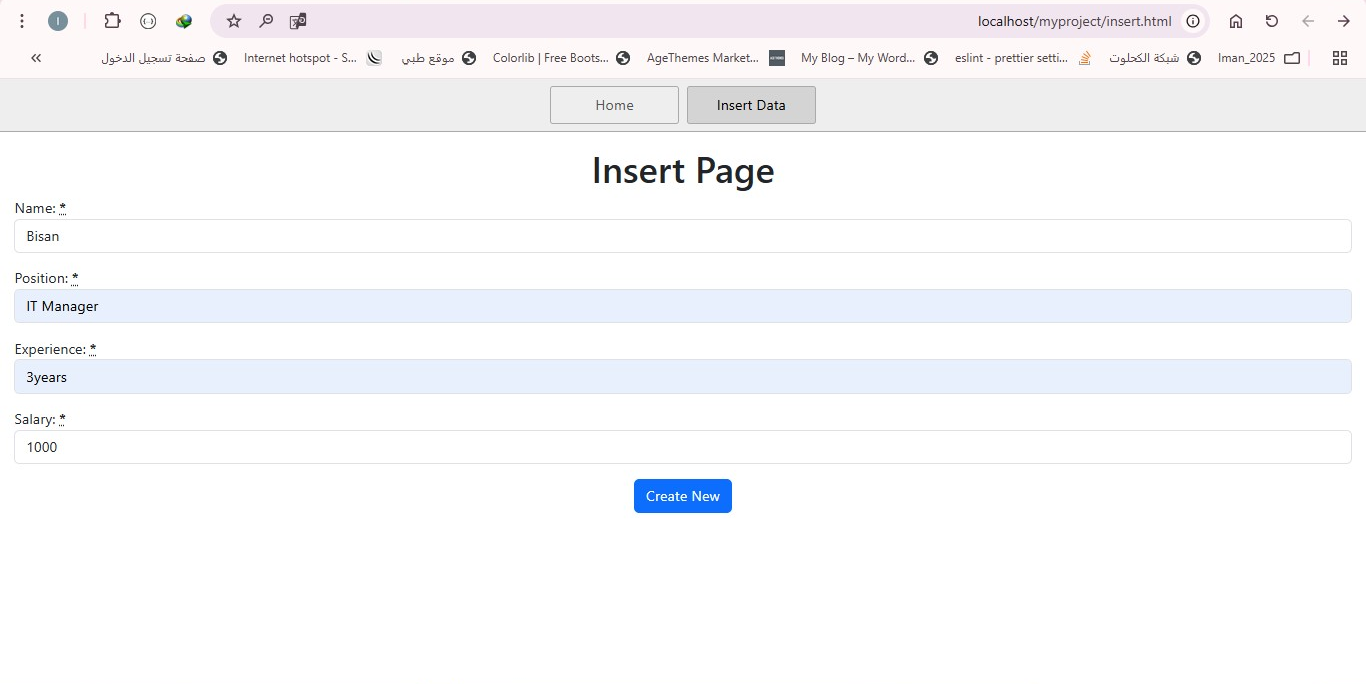 localhost/myproject/insert.html
صفحة تسجيل الدخول
Internet hotspot - S...
موقع طبي
Colorlib | Free Boots...
AgeThemes Market...
My Blog – My Word...
eslint - prettier setti...
شبكة الكحلوت
Iman_2025
Home
Insert Data
Insert Page
Name: *
Bisan
Position: *
IT Manager
Experience: *
3years
Salary: *
1000
Create New